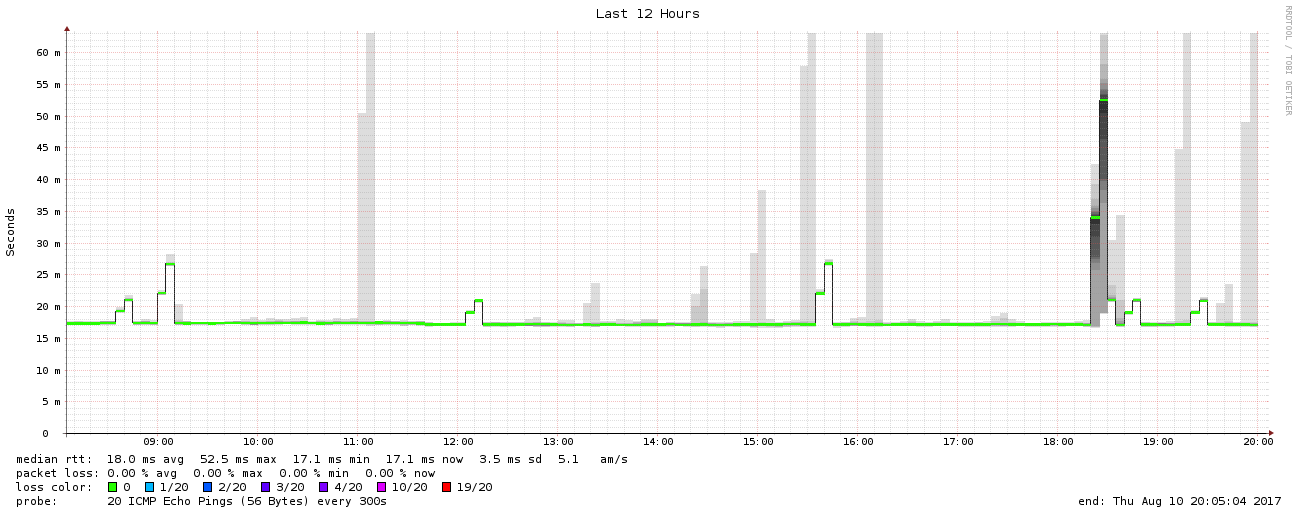 Last 12 Hours
RRDTOOL / TOBI OETIKER
Seconds
60 m
55 m
50 m
45 m
40 m
35 m
30 m
25 m
20 m
15 m
10 m
5 m
0
09:00 10:00 11:00 12:00 13:00 14:00 15:00 16:00 17:00 18:00 19:00 20:00
median rtt: 18.0 ms avg 52.5 ms max 17.1 ms min 17.1 ms now 3.5 ms sd 5.1 am/s
packet loss: 0.00 % avg 0.00 % max 0.00 % min 0.00 % now
loss color: 0 1/20 2/20 3/20 4/20 10/20 19/20
probe: 20 ICMP Echo Pings (56 Bytes) every 300s end: Thu Aug 10 20:05:04 2017